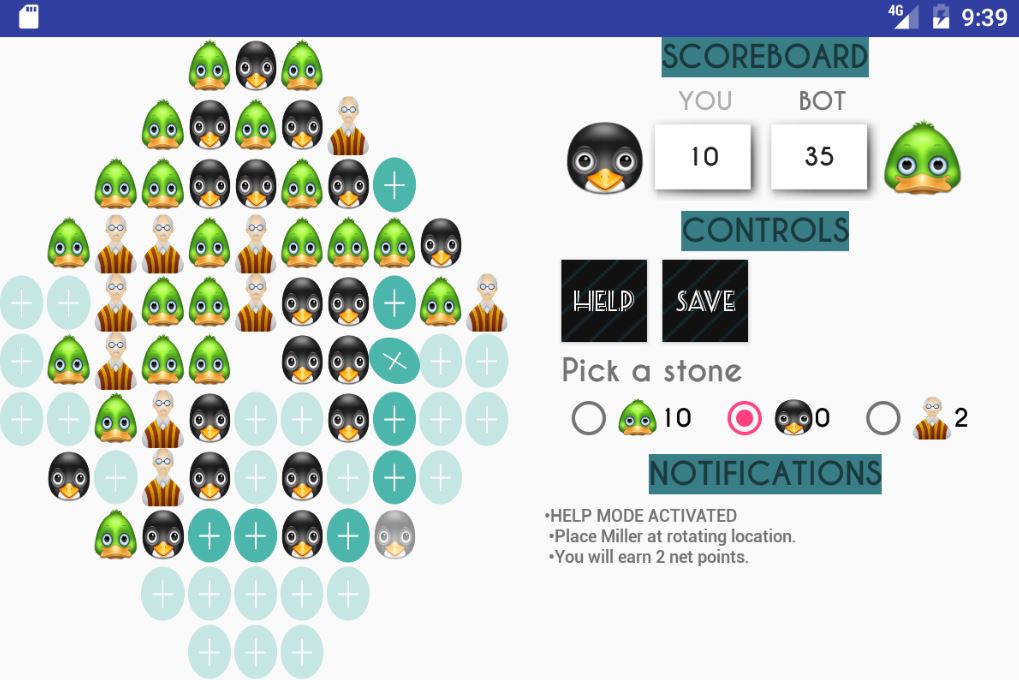 4G 9:39
SCOREBOARD
YOU BOT
10 35
CONTROLS
HELP SAVE
Pick a stone
10 0 2
NOTIFICATIONS
•HELP MODE ACTIVATED
•Place Miller at rotating location.
•You will earn 2 net points.